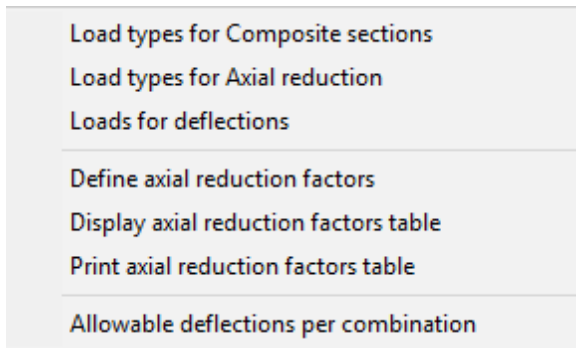 Load types for Composite sections
Load types for Axial reduction
Loads for deflections
Define axial reduction factors
Display axial reduction factors table
Print axial reduction factors table
Allowable deflections per combination